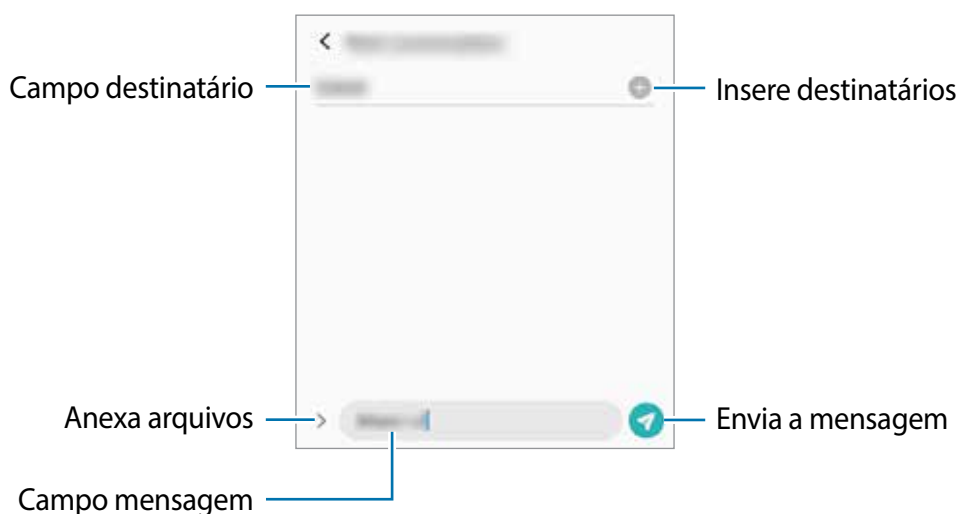 Campo destinatário
Insere destinatários
Anexa arquivos
Envia a mensagem
Campo mensagem